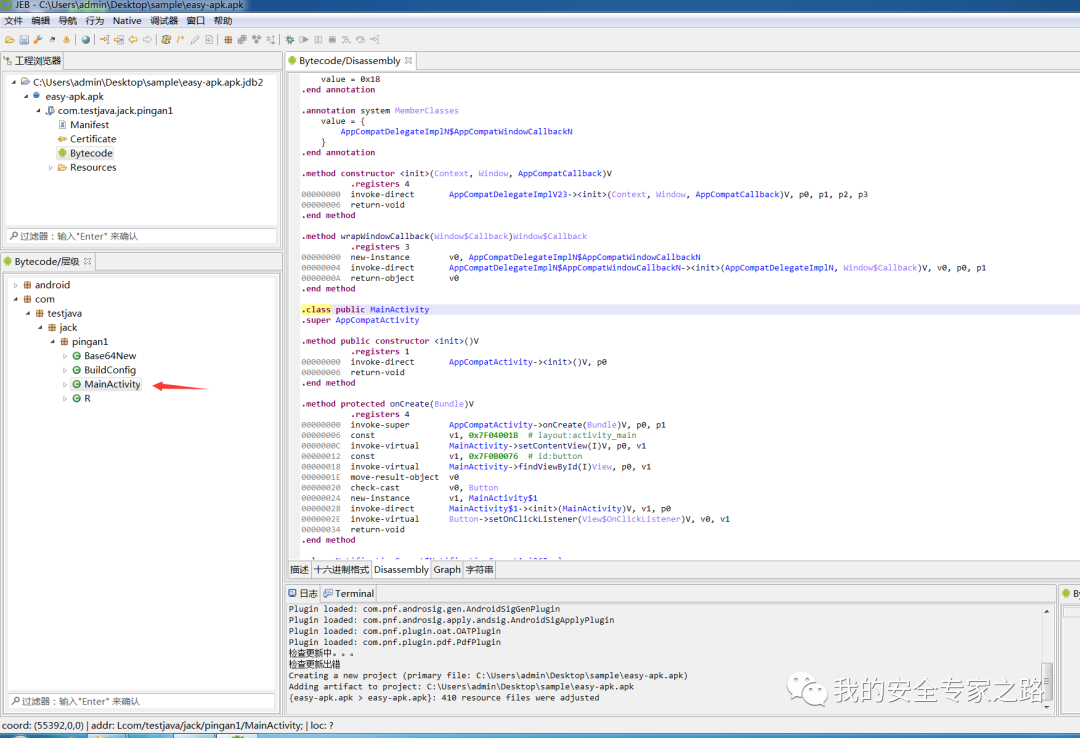 JEB - C:\Users\admin\Desktop\sample\easy-apk.apk
文件 编辑 导航 行为 Native 调试器 窗口 帮助
工程浏览器
C:\Users\admin\Desktop\sample\easy-apk.apk.jdb2
easy-apk.apk
com.testjava.jack.pingan1
Manifest
Certificate
Bytecode
Resources
过滤器：输入"Enter" 来确认
Bytecode/层级
android
com
testjava
jack
pingan1
Base64New
BuildConfig
MainActivity
R
过滤器：输入"Enter" 来确认
Bytecode/Disassembly
value = 0x18
.end annotation
.annotation system MemberClasses
value = {
AppCompatDelegateImplN$AppCompatWindowCallbackN
}
.end annotation
.method constructor <init>(Context, Window, AppCompatCallback)V
.registers 4
00000000 invoke-direct AppCompatDelegateImplV23-><init>(Context, Window, AppCompatCallback)V, p0, p1, p2, p3
00000006 return-void
.end method
.method wrapWindowCallback(Window$Callback)Window$Callback
.registers 3
00000000 new-instance v0, AppCompatDelegateImplN$AppCompatWindowCallbackN
00000004 invoke-direct AppCompatDelegateImplN$AppCompatWindowCallbackN-><init>(AppCompatDelegateImplN, Window$Callback)V, v0, p0, p1
0000000A return-object v0
.end method
.class public MainActivity
.super AppCompatActivity
.method public constructor <init>()V
.registers 1
00000000 invoke-direct AppCompatActivity-><init>()V, p0
00000006 return-void
.end method
.method protected onCreate(Bundle)V
.registers 4
00000000 invoke-super AppCompatActivity->onCreate(Bundle)V, p0, p1
00000006 const v1, 0x7F04001B # layout:activity_main
0000000C invoke-virtual MainActivity->setContentView(I)V, p0, v1
00000012 const v1, 0x7F0B0076 # id:button
00000018 invoke-virtual MainActivity->findViewById(I)View, p0, v1
0000001E move-result-object v0
00000020 check-cast v0, Button
00000024 new-instance v1, MainActivity$1
00000028 invoke-direct MainActivity$1-><init>(MainActivity)V, v1, p0
0000002E invoke-virtual Button->setOnClickListener(View$OnClickListener)V, v0, v1
00000034 return-void
.end method
描述 十六进制格式 Disassembly Graph 字符串
日志 Terminal
Plugin loaded: com.pnf.androsig.gen.AndroidSigGenPlugin
Plugin loaded: com.pnf.androsig.apply.andsig.AndroidSigApplyPlugin
Plugin loaded: com.pnf.plugin.oat.OATPlugin
Plugin loaded: com.pnf.plugin.pdf.PdfPlugin
检查更新中。。。
检查更新出错
Creating a new project (primary file: C:\Users\admin\Desktop\sample\easy-apk.apk)
Adding artifact to project: C:\Users\admin\Desktop\sample\easy-apk.apk
{easy-apk.apk > easy-apk.apk}: 410 resource files were adjusted
我的安全专家之路
coord: (55392,0,0) | addr: Lcom/testjava/jack/pingan1/MainActivity; | loc: ?